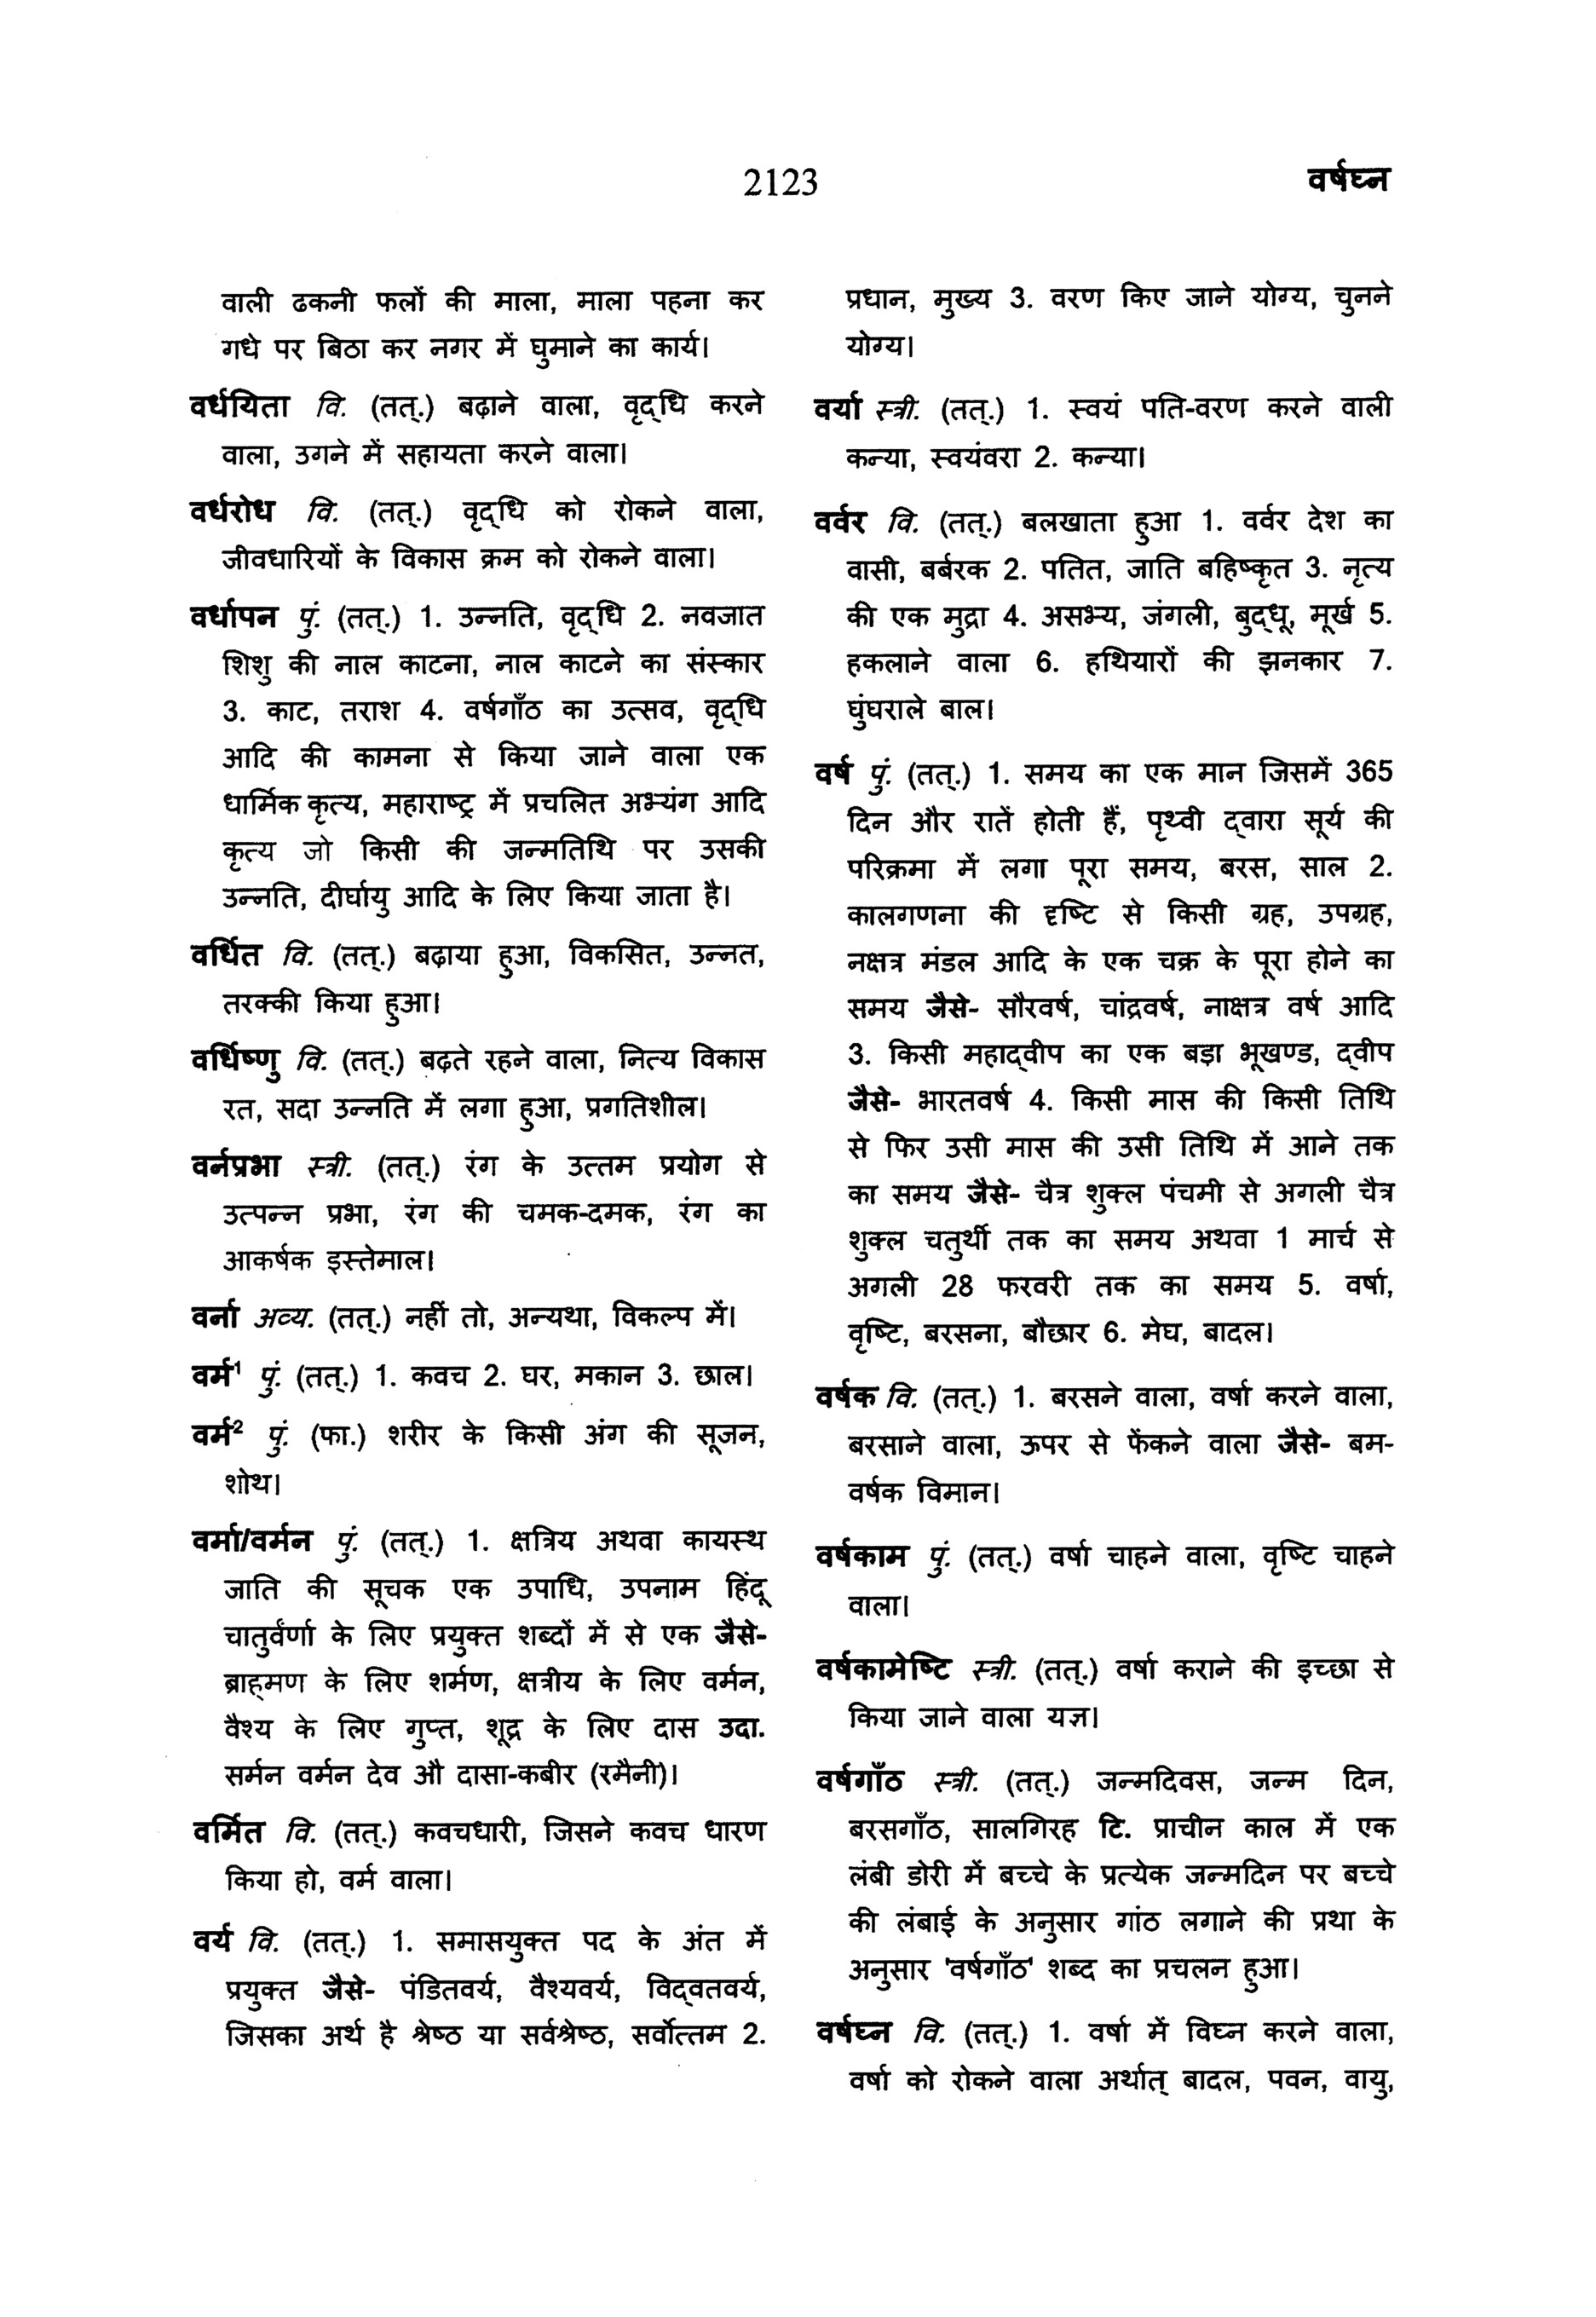 2123
वर्षघ्न
वाली ढकनी फलों की माला, माला पहना कर
गधे पर बिठा कर नगर में घुमाने का कार्य।
वर्धयिता वि. (तत्.) बढ़ाने वाला, वृद्धि करने
वाला, उगने में सहायता करने वाला।
वर्धरोध वि. (तत्.) वृद्धि को रोकने वाला,
जीवधारियों के विकास क्रम को रोकने वाला।
वर्धापन पुं. (तत्.) 1. उन्नति, वृद्धि 2. नवजात
शिशु की नाल काटना, नाल काटने का संस्कार
3. काट, तराश 4. वर्षगाँठ का उत्सव, वृद्धि
आदि की कामना से किया जाने वाला एक
धार्मिक कृत्य, महाराष्ट्र में प्रचलित अभ्यंग आदि
कृत्य जो किसी की जन्मतिथि पर उसकी
उन्नति, दीर्घायु आदि के लिए किया जाता है।
वर्धित वि. (तत्.) बढ़ाया हुआ, विकसित, उन्नत,
तरक्की किया हुआ।
वर्धिष्णु वि. (तत्.) बढ़ते रहने वाला, नित्य विकास
रत, सदा उन्नति में लगा हुआ, प्रगतिशील।
वर्नप्रभा स्त्री. (तत्.) रंग के उत्तम प्रयोग से
उत्पन्न प्रभा, रंग की चमक-दमक, रंग का
आकर्षक इस्तेमाल।
वर्ना अव्य. (तत्.) नहीं तो, अन्यथा, विकल्प में।
वर्म¹ पुं. (तत्.) 1. कवच 2. घर, मकान 3. छाल।
वर्म² पुं. (फा.) शरीर के किसी अंग की सूजन,
शोथ।
वर्मा/वर्मन पुं. (तत्.) 1. क्षत्रिय अथवा कायस्थ
जाति की सूचक एक उपाधि, उपनाम हिंदू
चातुर्वर्णा के लिए प्रयुक्त शब्दों में से एक जैसे-
ब्राह्मण के लिए शर्मण, क्षत्रीय के लिए वर्मन,
वैश्य के लिए गुप्त, शूद्र के लिए दास उदा.
सर्मन वर्मन देव औ दासा-कबीर (रमैनी)।
वर्मित वि. (तत्.) कवचधारी, जिसने कवच धारण
किया हो, वर्म वाला।
वर्य वि. (तत्.) 1. समासयुक्त पद के अंत में
प्रयुक्त जैसे- पंडितवर्य, वैश्यवर्य, विद्वतवर्य,
जिसका अर्थ है श्रेष्ठ या सर्वश्रेष्ठ, सर्वोत्तम 2.
प्रधान, मुख्य 3. वरण किए जाने योग्य, चुनने
योग्य।
वर्या स्त्री. (तत्.) 1. स्वयं पति-वरण करने वाली
कन्या, स्वयंवरा 2. कन्या।
वर्वर वि. (तत्.) बलखाता हुआ 1. वर्वर देश का
वासी, बर्बरक 2. पतित, जाति बहिष्कृत 3. नृत्य
की एक मुद्रा 4. असभ्य, जंगली, बुद्धू, मूर्ख 5.
हकलाने वाला 6. हथियारों की झनकार 7.
घुंघराले बाल।
वर्ष पुं. (तत्.) 1. समय का एक मान जिसमें 365
दिन और रातें होती हैं, पृथ्वी द्वारा सूर्य की
परिक्रमा में लगा पूरा समय, बरस, साल 2.
कालगणना की दृष्टि से किसी ग्रह, उपग्रह,
नक्षत्र मंडल आदि के एक चक्र के पूरा होने का
समय जैसे- सौरवर्ष, चांद्रवर्ष, नाक्षत्र वर्ष आदि
3. किसी महाद्वीप का एक बड़ा भूखण्ड, द्वीप
जैसे- भारतवर्ष 4. किसी मास की किसी तिथि
से फिर उसी मास की उसी तिथि में आने तक
का समय जैसे- चैत्र शुक्ल पंचमी से अगली चैत्र
शुक्ल चतुर्थी तक का समय अथवा 1 मार्च से
अगली 28 फरवरी तक का समय 5. वर्षा,
वृष्टि, बरसना, बौछार 6. मेघ, बादल।
वर्षक वि. (तत्.) 1. बरसने वाला, वर्षा करने वाला,
बरसाने वाला, ऊपर से फेंकने वाला जैसे- बम-
वर्षक विमान।
वर्षकाम पुं. (तत्.) वर्षा चाहने वाला, वृष्टि चाहने
वाला।
वर्षकामेष्टि स्त्री. (तत्.) वर्षा कराने की इच्छा से
किया जाने वाला यज्ञ।
वर्षगाँठ स्त्री. (तत्.) जन्मदिवस, जन्म दिन,
बरसगाँठ, सालगिरह टि. प्राचीन काल में एक
लंबी डोरी में बच्चे के प्रत्येक जन्मदिन पर बच्चे
की लंबाई के अनुसार गांठ लगाने की प्रथा के
अनुसार 'वर्षगाँठ' शब्द का प्रचलन हुआ।
वर्षघ्न वि. (तत्.) 1. वर्षा में विघ्न करने वाला,
वर्षा को रोकने वाला अर्थात् बादल, पवन, वायु,